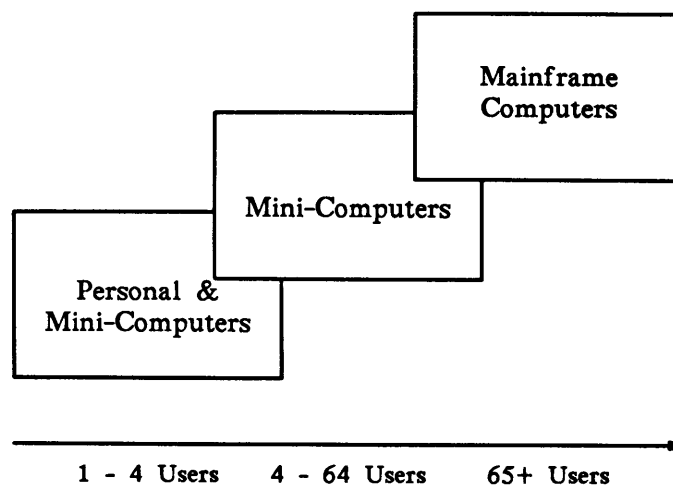 Mainframe
Computers
Mini-Computers
Personal &
Mini-Computers
1 - 4 Users
4 - 64 Users
65+ Users